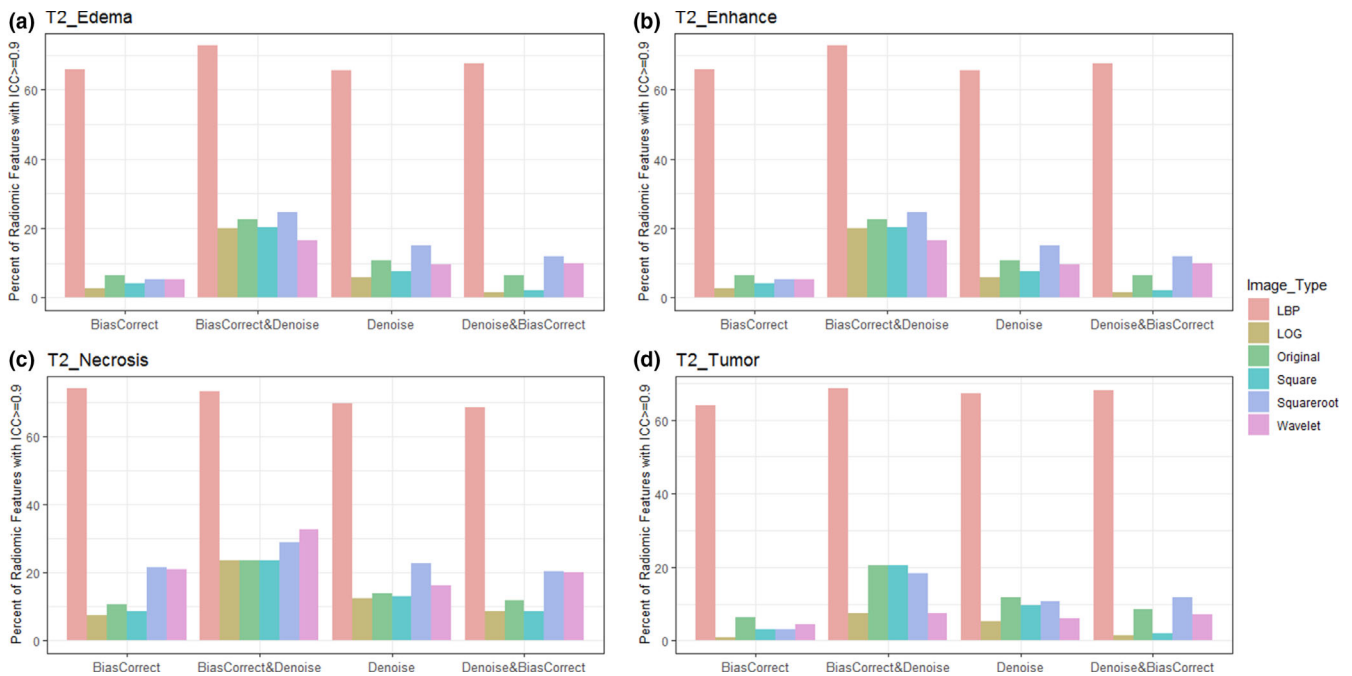 (a) T2_Edema
Percent of Radiomic Features with ICC>=0.9
60
40
20
0
BiasCorrect BiasCorrect&Denoise Denoise Denoise&BiasCorrect
(b) T2_Enhance
Percent of Radiomic Features with ICC>=0.9
60
40
20
0
BiasCorrect BiasCorrect&Denoise Denoise Denoise&BiasCorrect
(c) T2_Necrosis
Percent of Radiomic Features with ICC>=0.9
60
40
20
0
BiasCorrect BiasCorrect&Denoise Denoise Denoise&BiasCorrect
(d) T2_Tumor
Percent of Radiomic Features with ICC>=0.9
60
40
20
0
BiasCorrect BiasCorrect&Denoise Denoise Denoise&BiasCorrect
Image_Type
LBP
LOG
Original
Square
Squareroot
Wavelet